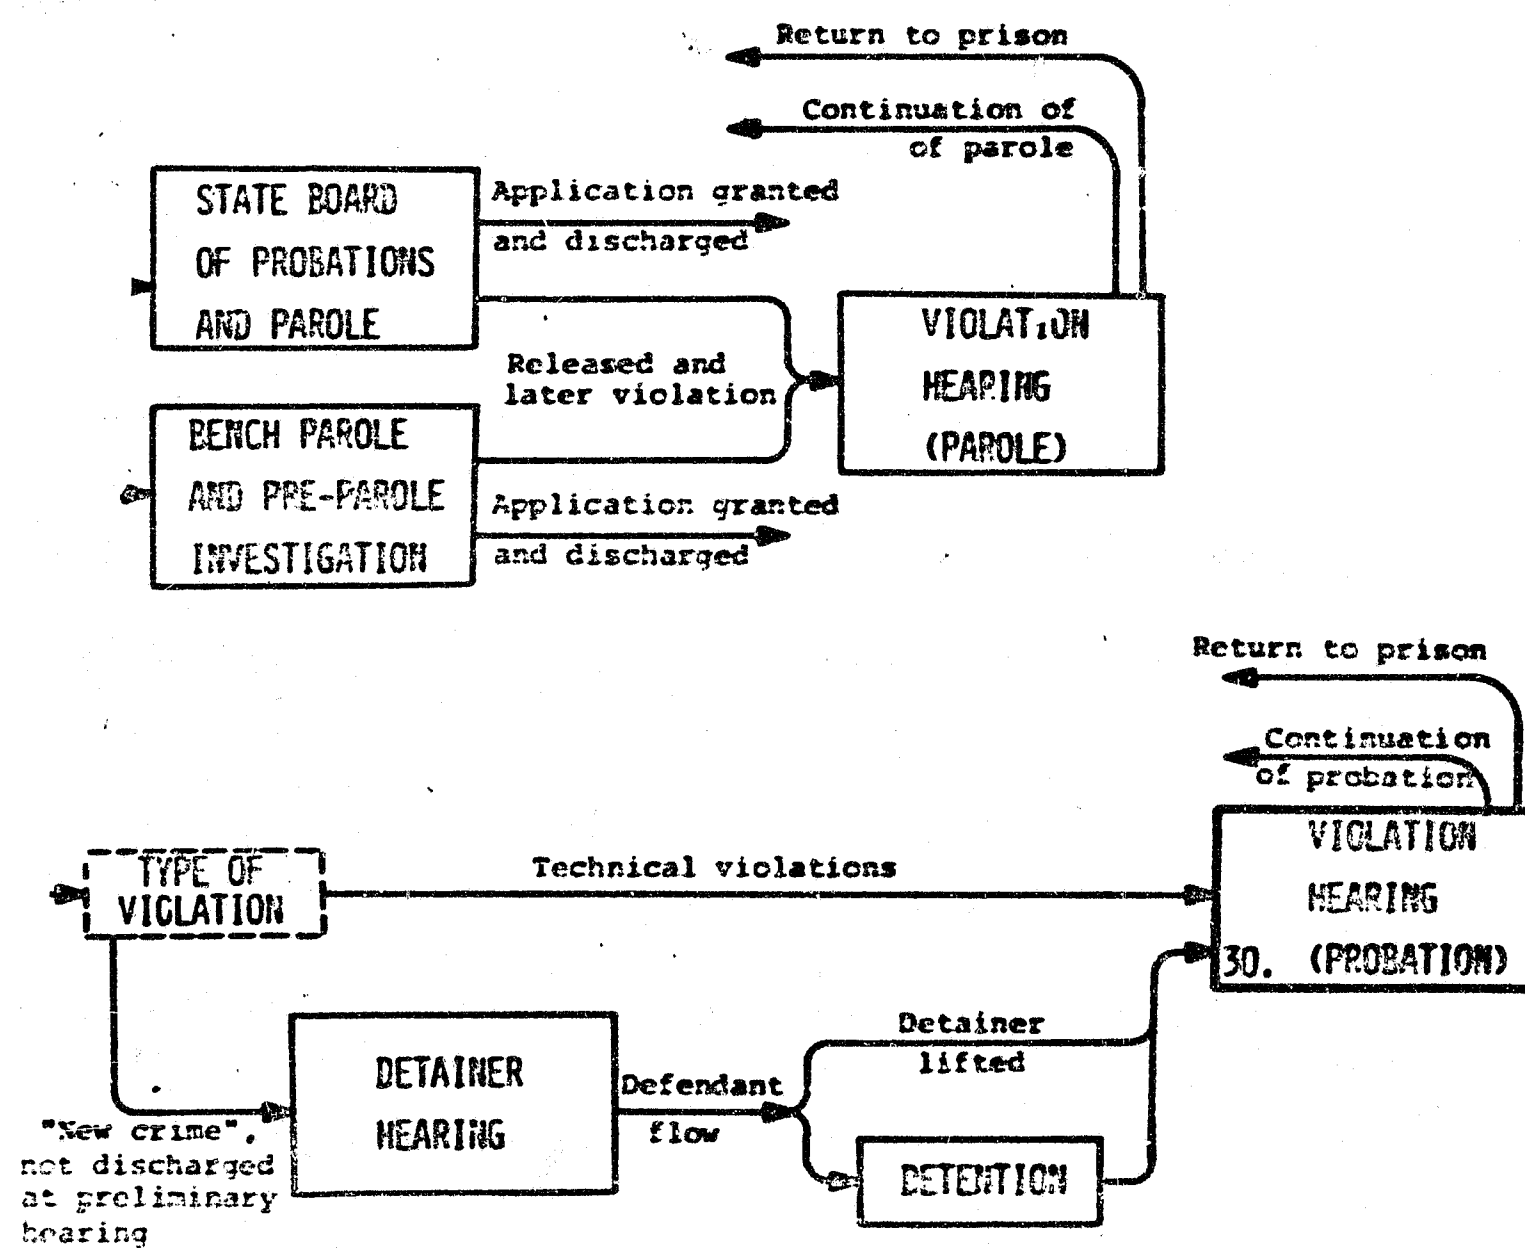 Return to prison
Continuation of
of parole
STATE BOARD
OF PROBATIONS
AND PAROLE
Application granted
and discharged
Released and
later violation
VIOLATION
HEARING
(PAROLE)
BENCH PAROLE
AND PRE-PAROLE
INVESTIGATION
Application granted
and discharged
Return to prison
Continuation
of probation
TYPE OF
VIOLATION
Technical violations
VIOLATION
HEARING
30. (PROBATION)
DETAINER
HEARING
Defendant
flow
Detainer
lifted
DETENTION
"New crime",
not discharged
at preliminary
hearing